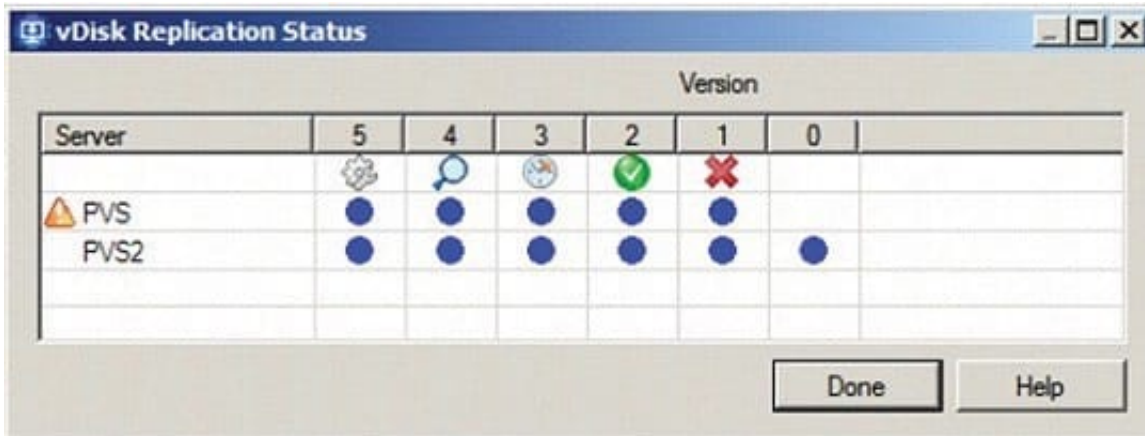 vDisk Replication Status
Version
Server 5 4 3 2 1 0
PVS
PVS2
Done Help